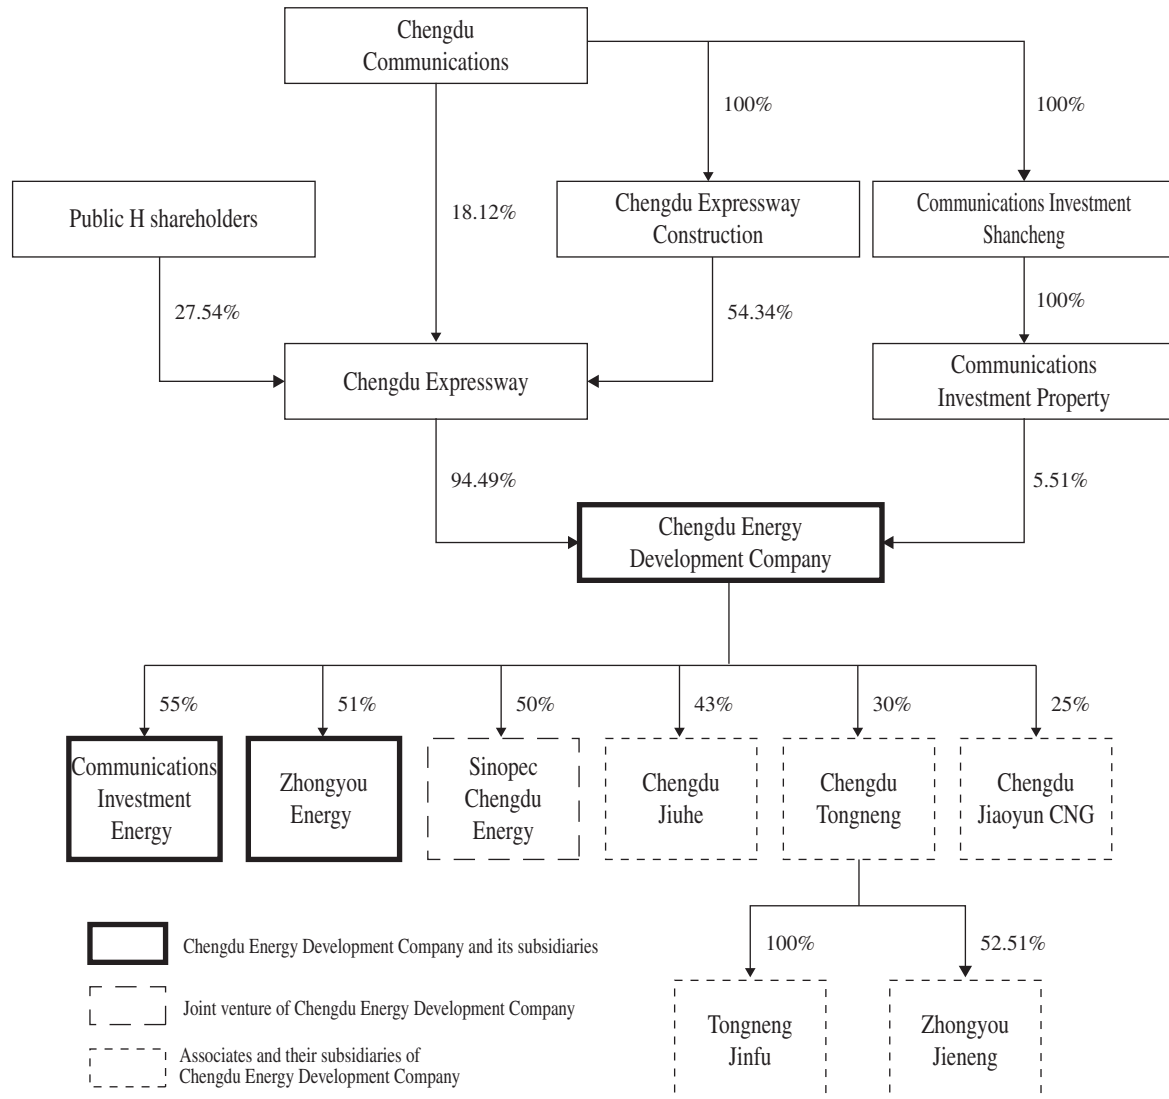 Chengdu
Communications
100%
100%
Public H shareholders
18.12%
Chengdu Expressway
Construction
Communications Investment
Shancheng
27.54%
54.34%
100%
Chengdu Expressway
Communications
Investment Property
94.49%
5.51%
Chengdu Energy
Development Company
55%
51%
50%
43%
30%
25%
Communications
Investment
Energy
Zhongyou
Energy
Sinopec
Chengdu
Energy
Chengdu
Jiuhe
Chengdu
Tongneng
Chengdu
Jiaoyun CNG
100%
52.51%
Tongneng
Jinfu
Zhongyou
Jieneng
Chengdu Energy Development Company and its subsidiaries
Joint venture of Chengdu Energy Development Company
Associates and their subsidiaries of
Chengdu Energy Development Company